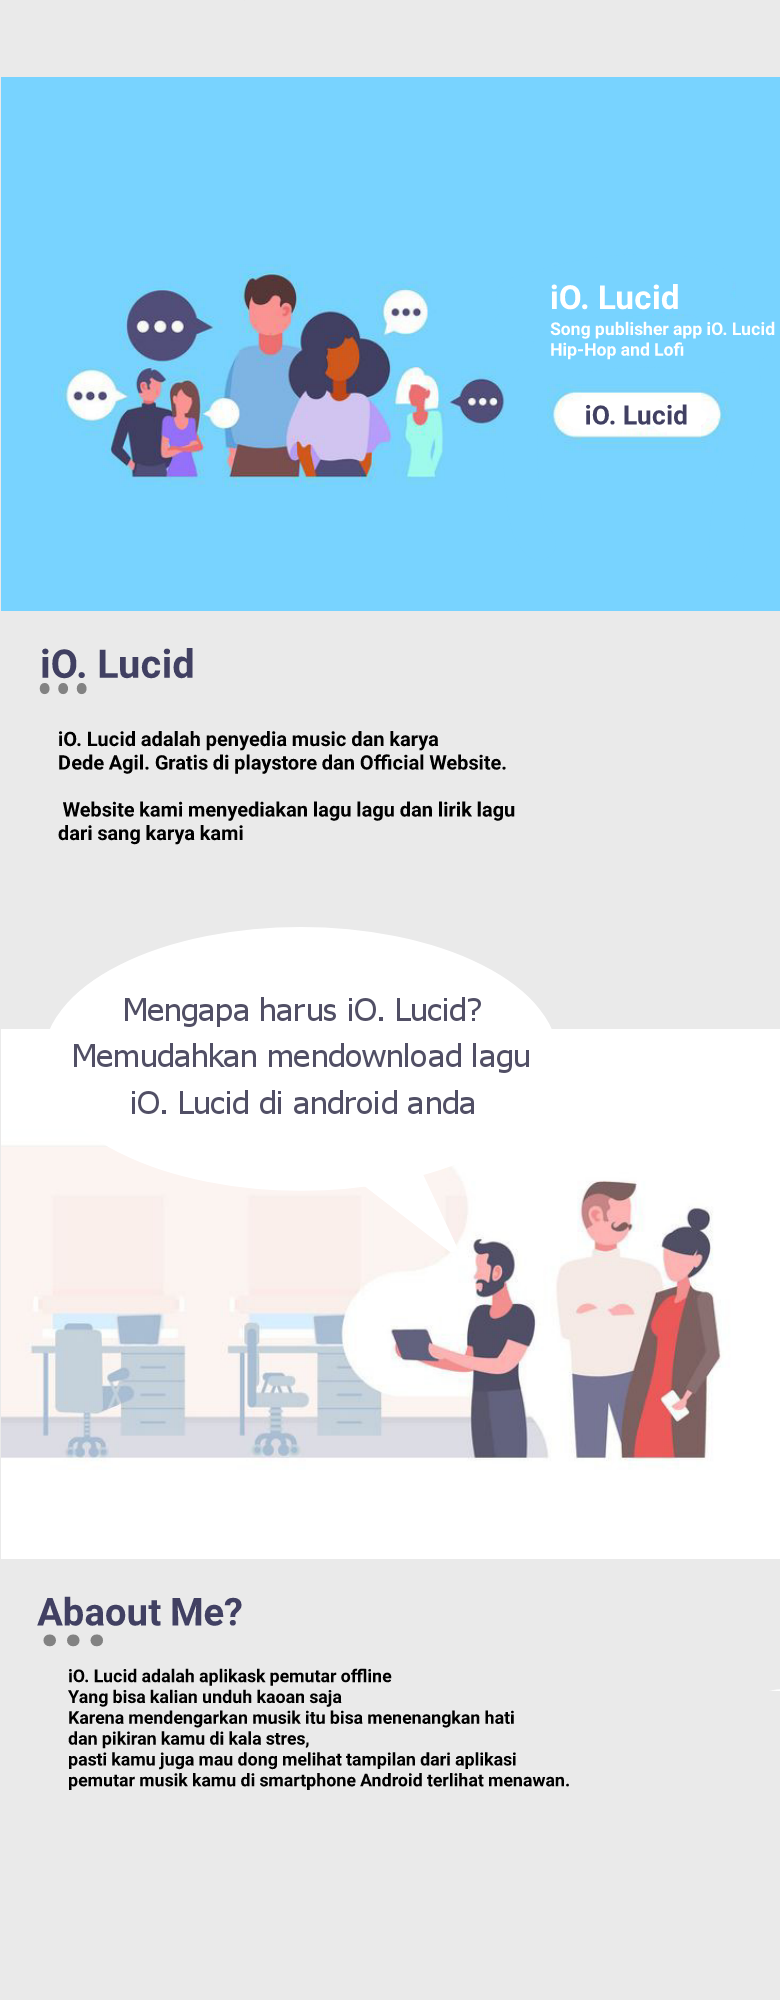 iO. Lucid
Song publisher app iO. Lucid
Hip-Hop and Lofi
iO. Lucid
iO. Lucid
iO. Lucid adalah penyedia music dan karya
Dede Agil. Gratis di playstore dan Official Website.
Website kami menyediakan lagu lagu dan lirik lagu
dari sang karya kami
Mengapa harus iO. Lucid?
Memudahkan mendownload lagu
iO. Lucid di android anda
Abaout Me?
iO. Lucid adalah aplikask pemutar offline
Yang bisa kalian unduh kaoan saja
Karena mendengarkan musik itu bisa menenangkan hati
dan pikiran kamu di kala stres,
pasti kamu juga mau dong melihat tampilan dari aplikasi
pemutar musik kamu di smartphone Android terlihat menawan.